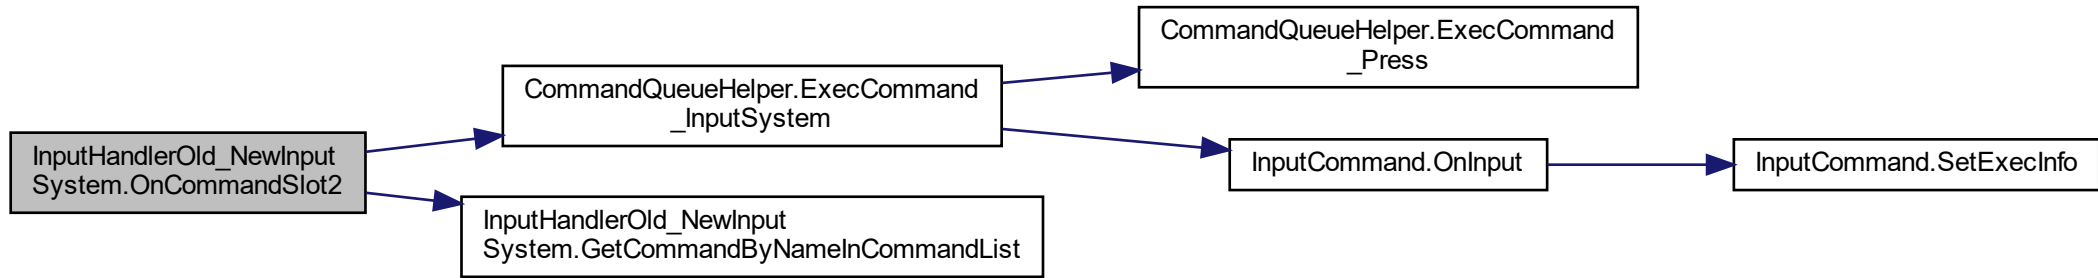 InputHandlerOld_NewInput
System.OnCommandSlot2
CommandQueueHelper.ExecCommand
_InputSystem
CommandQueueHelper.ExecCommand
_Press
InputCommand.OnInput
InputCommand.SetExecInfo
InputHandlerOld_NewInput
System.GetCommandByNameInCommandList